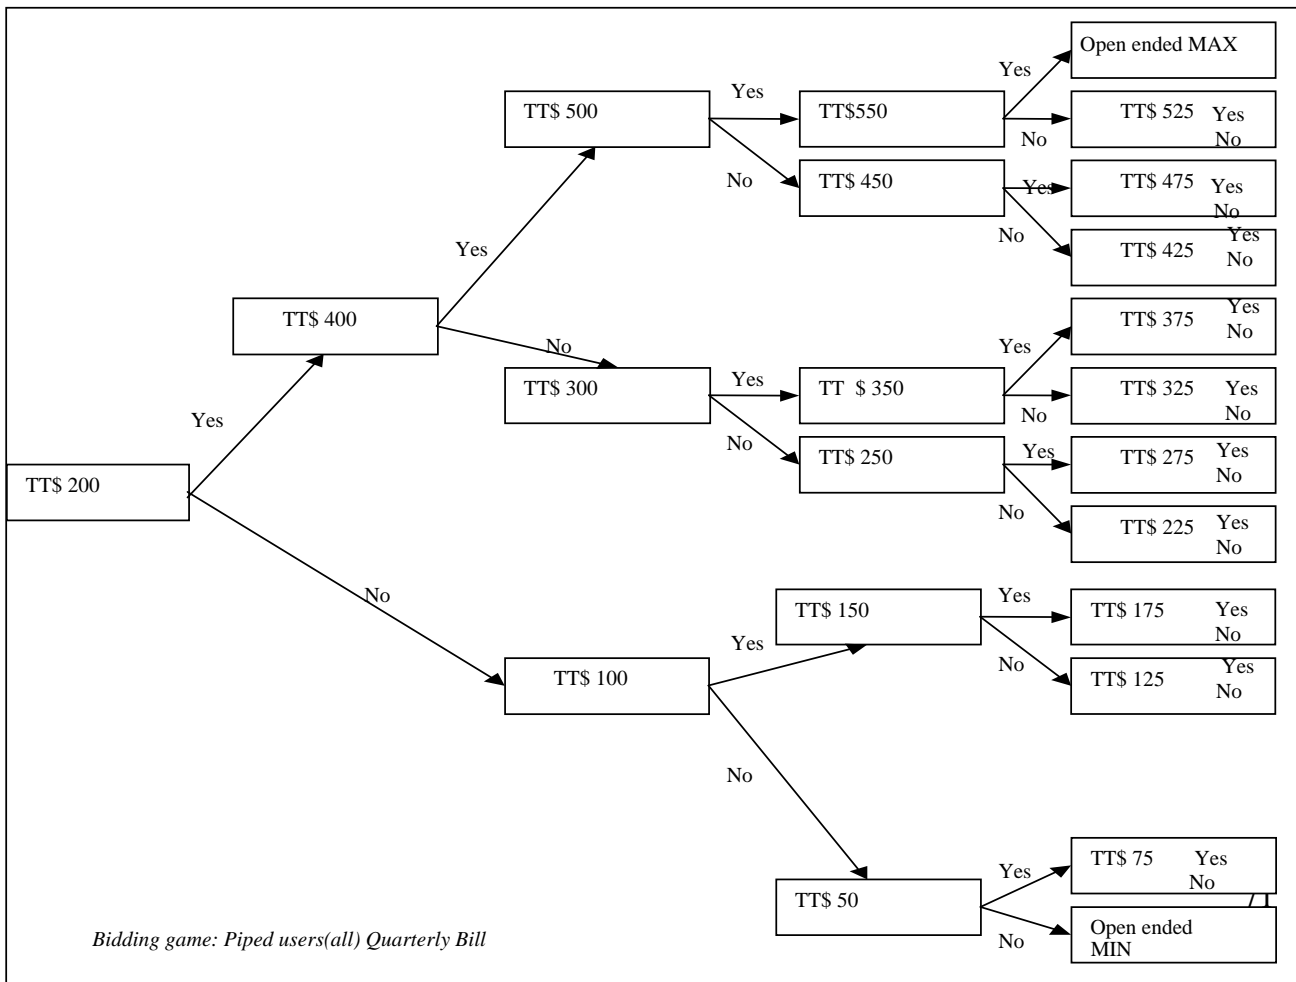 Open ended MAX
Yes
TT$ 500
Yes
TT$550
No
TT$ 525
Yes
No
No
TT$ 450
Yes
TT$ 475
Yes
No
No
TT$ 425
Yes
No
Yes
TT$ 400
No
TT$ 300
Yes
TT $ 350
Yes
TT$ 375
Yes
No
No
TT$ 325
Yes
No
No
TT$ 250
Yes
TT$ 275
Yes
No
No
TT$ 225
Yes
No
Yes
TT$ 200
No
TT$ 100
Yes
TT$ 150
Yes
TT$ 175
Yes
No
No
TT$ 125
Yes
No
No
TT$ 50
Yes
TT$ 75
Yes
No
71
No
Open ended
MIN
Bidding game: Piped users(all) Quarterly Bill